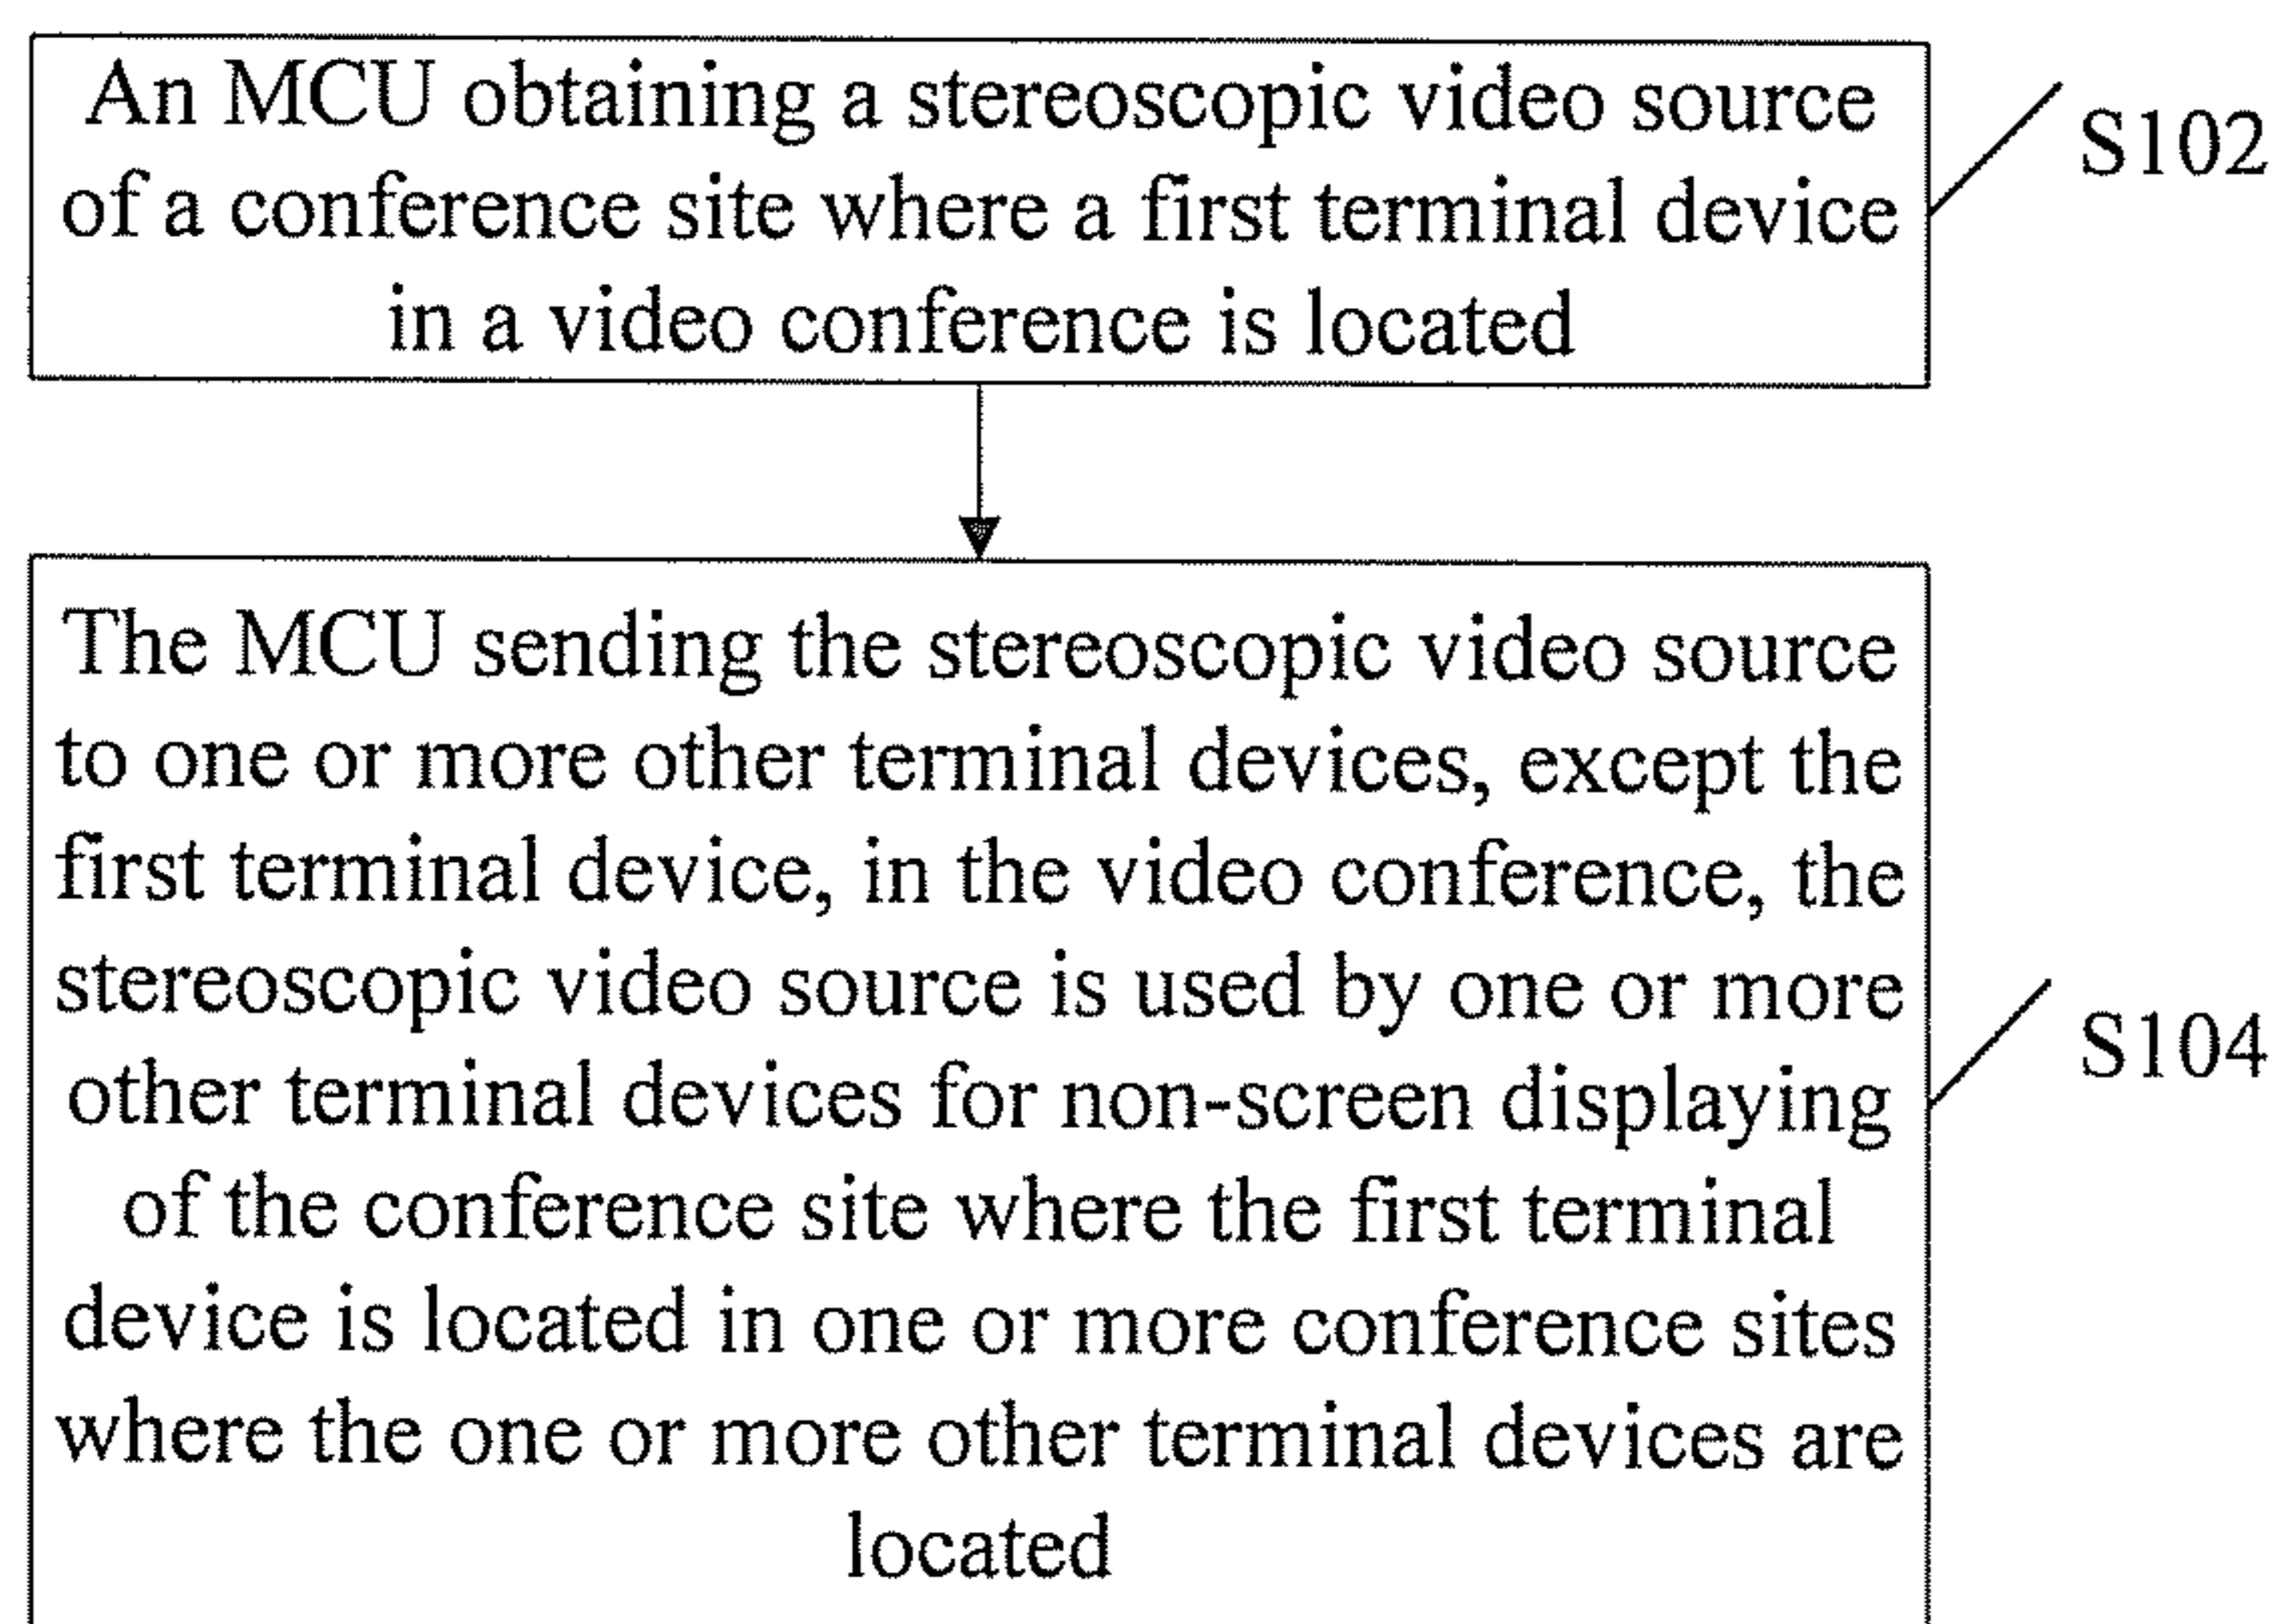 An MCU obtaining a stereoscopic video source
of a conference site where a first terminal device
in a video conference is located
S102
The MCU sending the stereoscopic video source
to one or more other terminal devices, except the
first terminal device, in the video conference, the
stereoscopic video source is used by one or more
other terminal devices for non-screen displaying
of the conference site where the first terminal
device is located in one or more conference sites
where the one or more other terminal devices are
located
S104